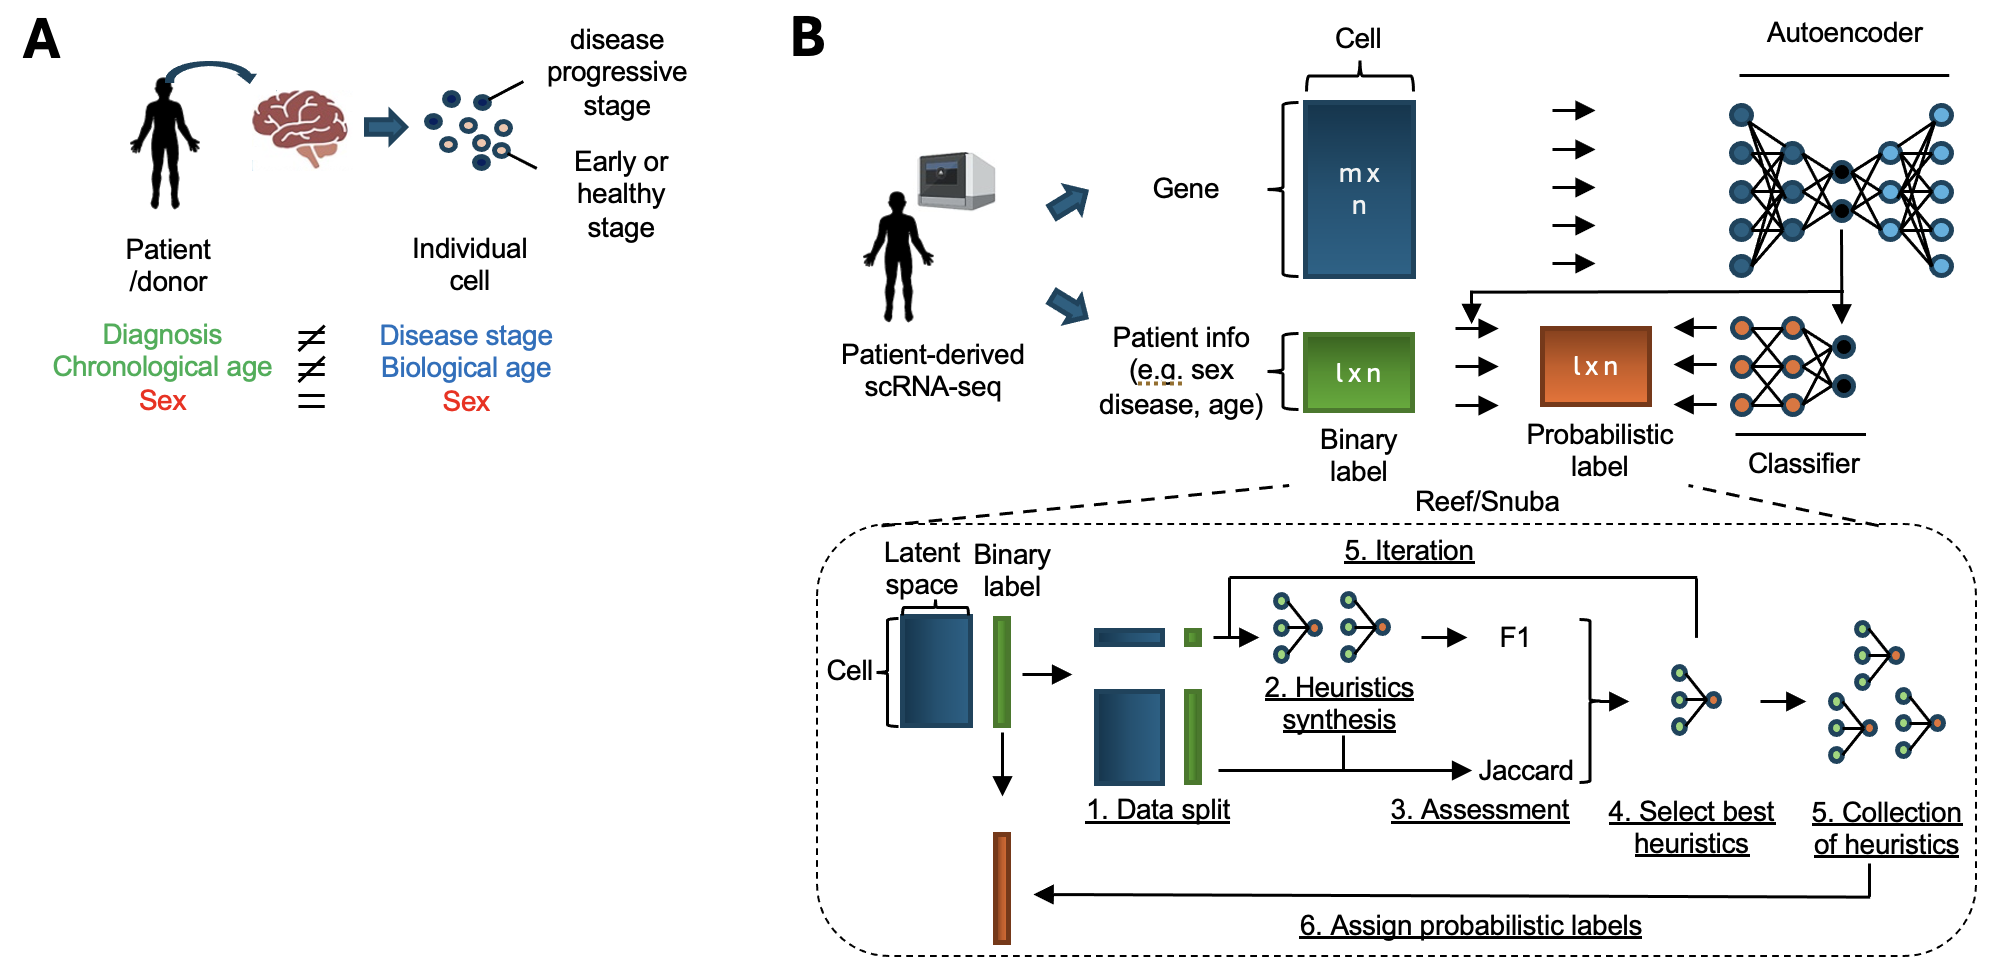 A
disease
progressive
stage
Early or
healthy
stage
Patient
/donor
Individual
cell
Diagnosis ≠ Disease stage
Chronological age ≠ Biological age
Sex = Sex
B
Cell
Autoencoder
Gene
m x
n
Patient-derived
scRNA-seq
Patient info
(e.g. sex
disease, age)
l x n
l x n
Binary
label
Probabilistic
label
Classifier
Reef/Snuba
Latent
space
Binary
label
Cell
5. Iteration
F1
2. Heuristics
synthesis
Jaccard
1. Data split
3. Assessment
4. Select best
heuristics
5. Collection
of heuristics
6. Assign probabilistic labels